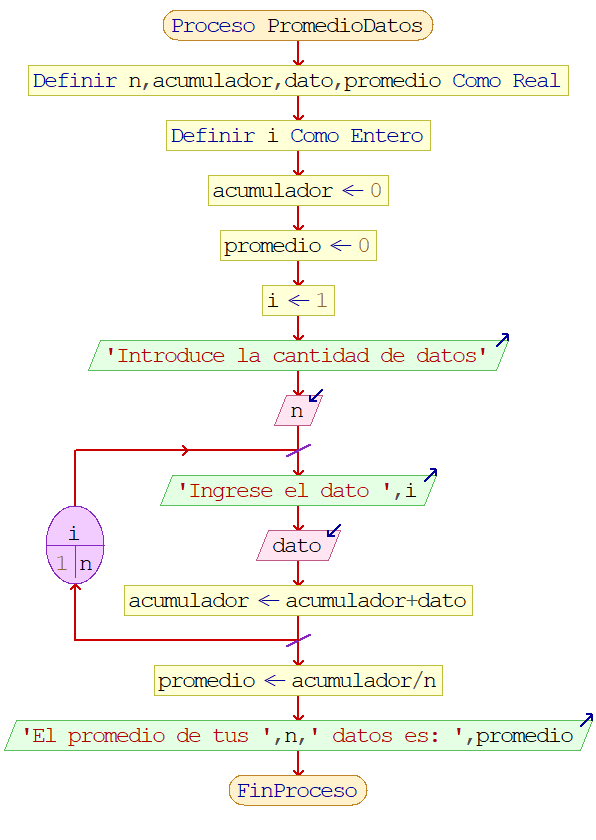 Proceso PromedioDatos
Definir n,acumulador,dato,promedio Como Real
Definir i Como Entero
acumulador ← 0
promedio ← 0
i ← 1
'Introduce la cantidad de datos'
n
'Ingrese el dato ',i
i
1 n
dato
acumulador ← acumulador+dato
promedio ← acumulador/n
'El promedio de tus ',n,' datos es: ',promedio
FinProceso